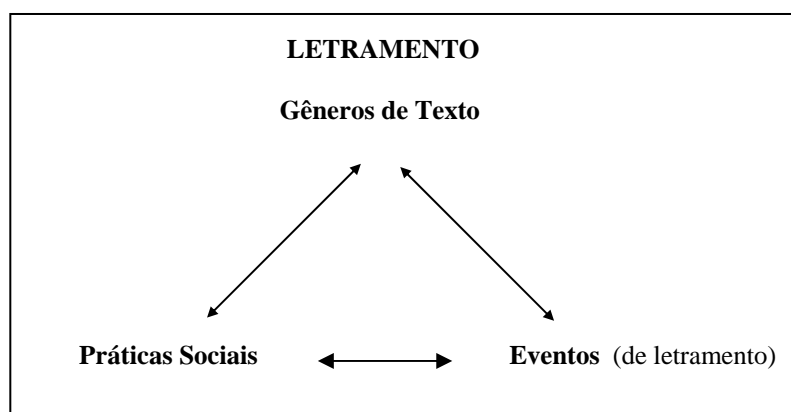 LETRAMENTO
Gêneros de Texto
Práticas Sociais
Eventos (de letramento)